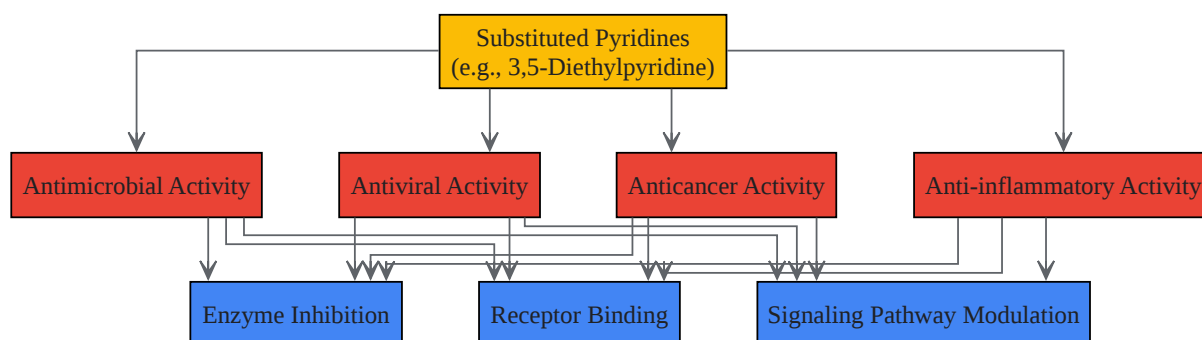 Substituted Pyridines
(e.g., 3,5-Diethylpyridine)
Antimicrobial Activity
Antiviral Activity
Anticancer Activity
Anti-inflammatory Activity
Enzyme Inhibition
Receptor Binding
Signaling Pathway Modulation